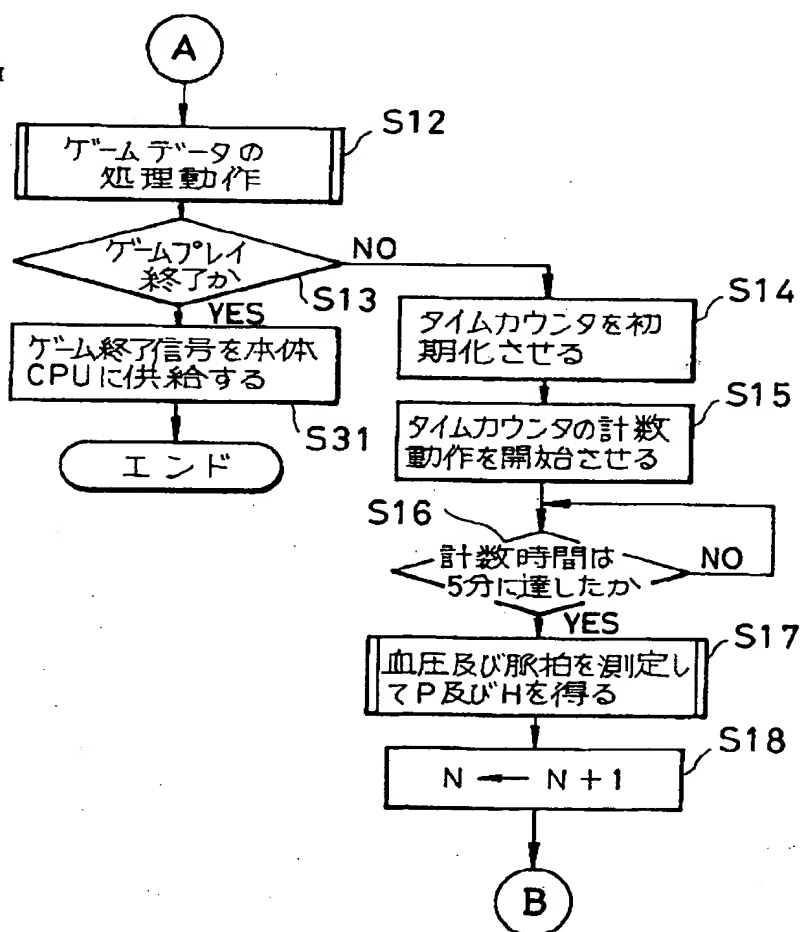 A
S12
ゲームデータの
処理動作
ゲームプレイ
終了か
NO
S13
YES
ゲーム終了信号を本体
CPUに供給する
S31
エンド
S14
タイムカウンタを初
期化させる
S15
タイムカウンタの計数
動作を開始させる
S16
計数時間は
5分に達したか
NO
YES
S17
血圧及び脈拍を測定し
てP及びHを得る
S18
N ← N+1
B